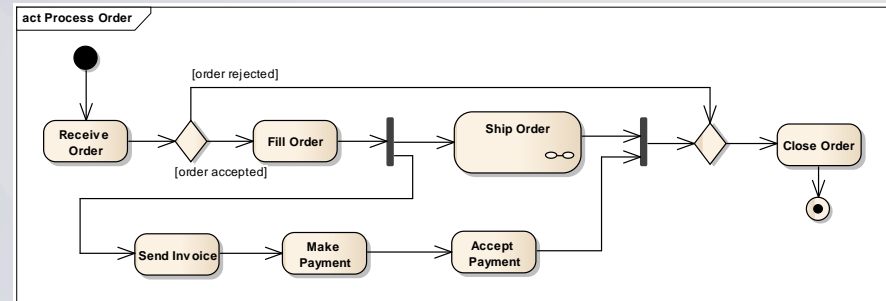 act Process Order
[order rejected]
Receive
Order
Fill Order
Ship Order
Close Order
[order accepted]
Send Invoice
Make
Payment
Accept
Payment